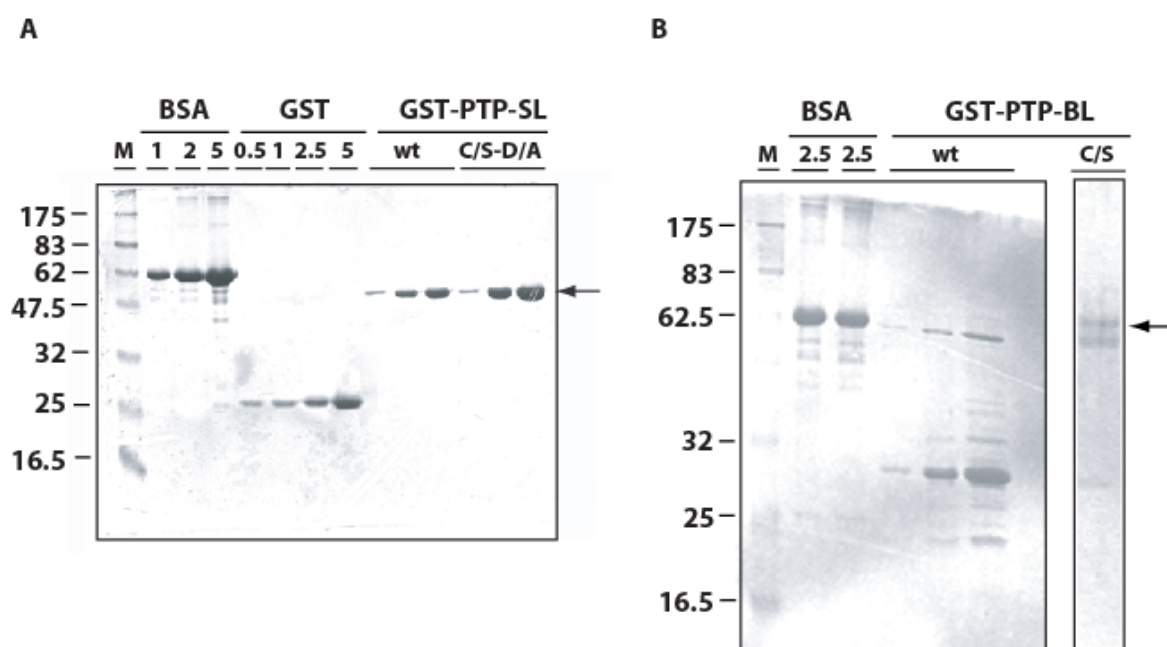 A
BSA GST GST-PTP-SL
M 1 2 5 0.5 1 2.5 5 wt C/S-D/A
175
83
62
47.5
32
25
16.5
B
BSA GST-PTP-BL
M 2.5 2.5 wt C/S
175
83
62.5
32
25
16.5